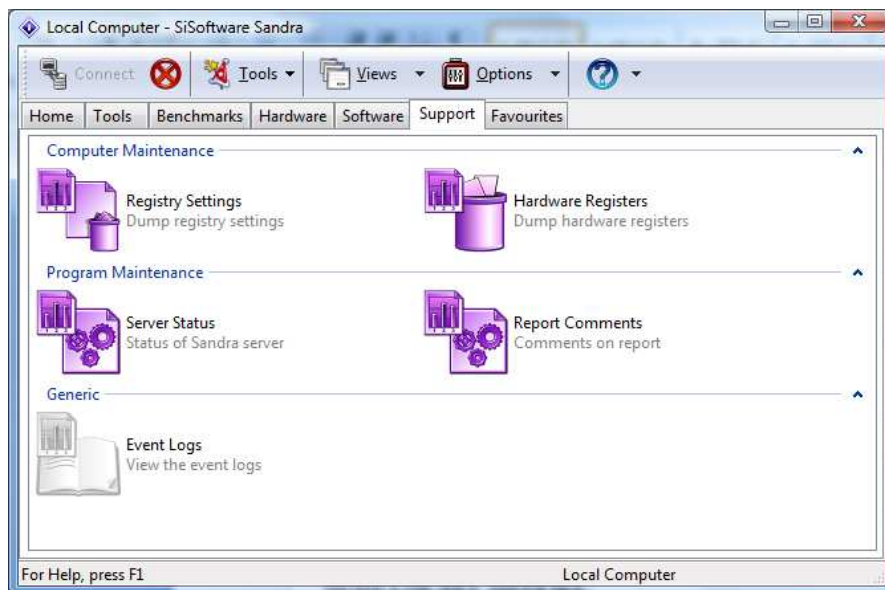 Local Computer - SiSoftware Sandra
Connect Tools Views Options
Home Tools Benchmarks Hardware Software Support Favourites
Computer Maintenance
Registry Settings
Dump registry settings
Hardware Registers
Dump hardware registers
Program Maintenance
Server Status
Status of Sandra server
Report Comments
Comments on report
Generic
Event Logs
View the event logs
For Help, press F1
Local Computer